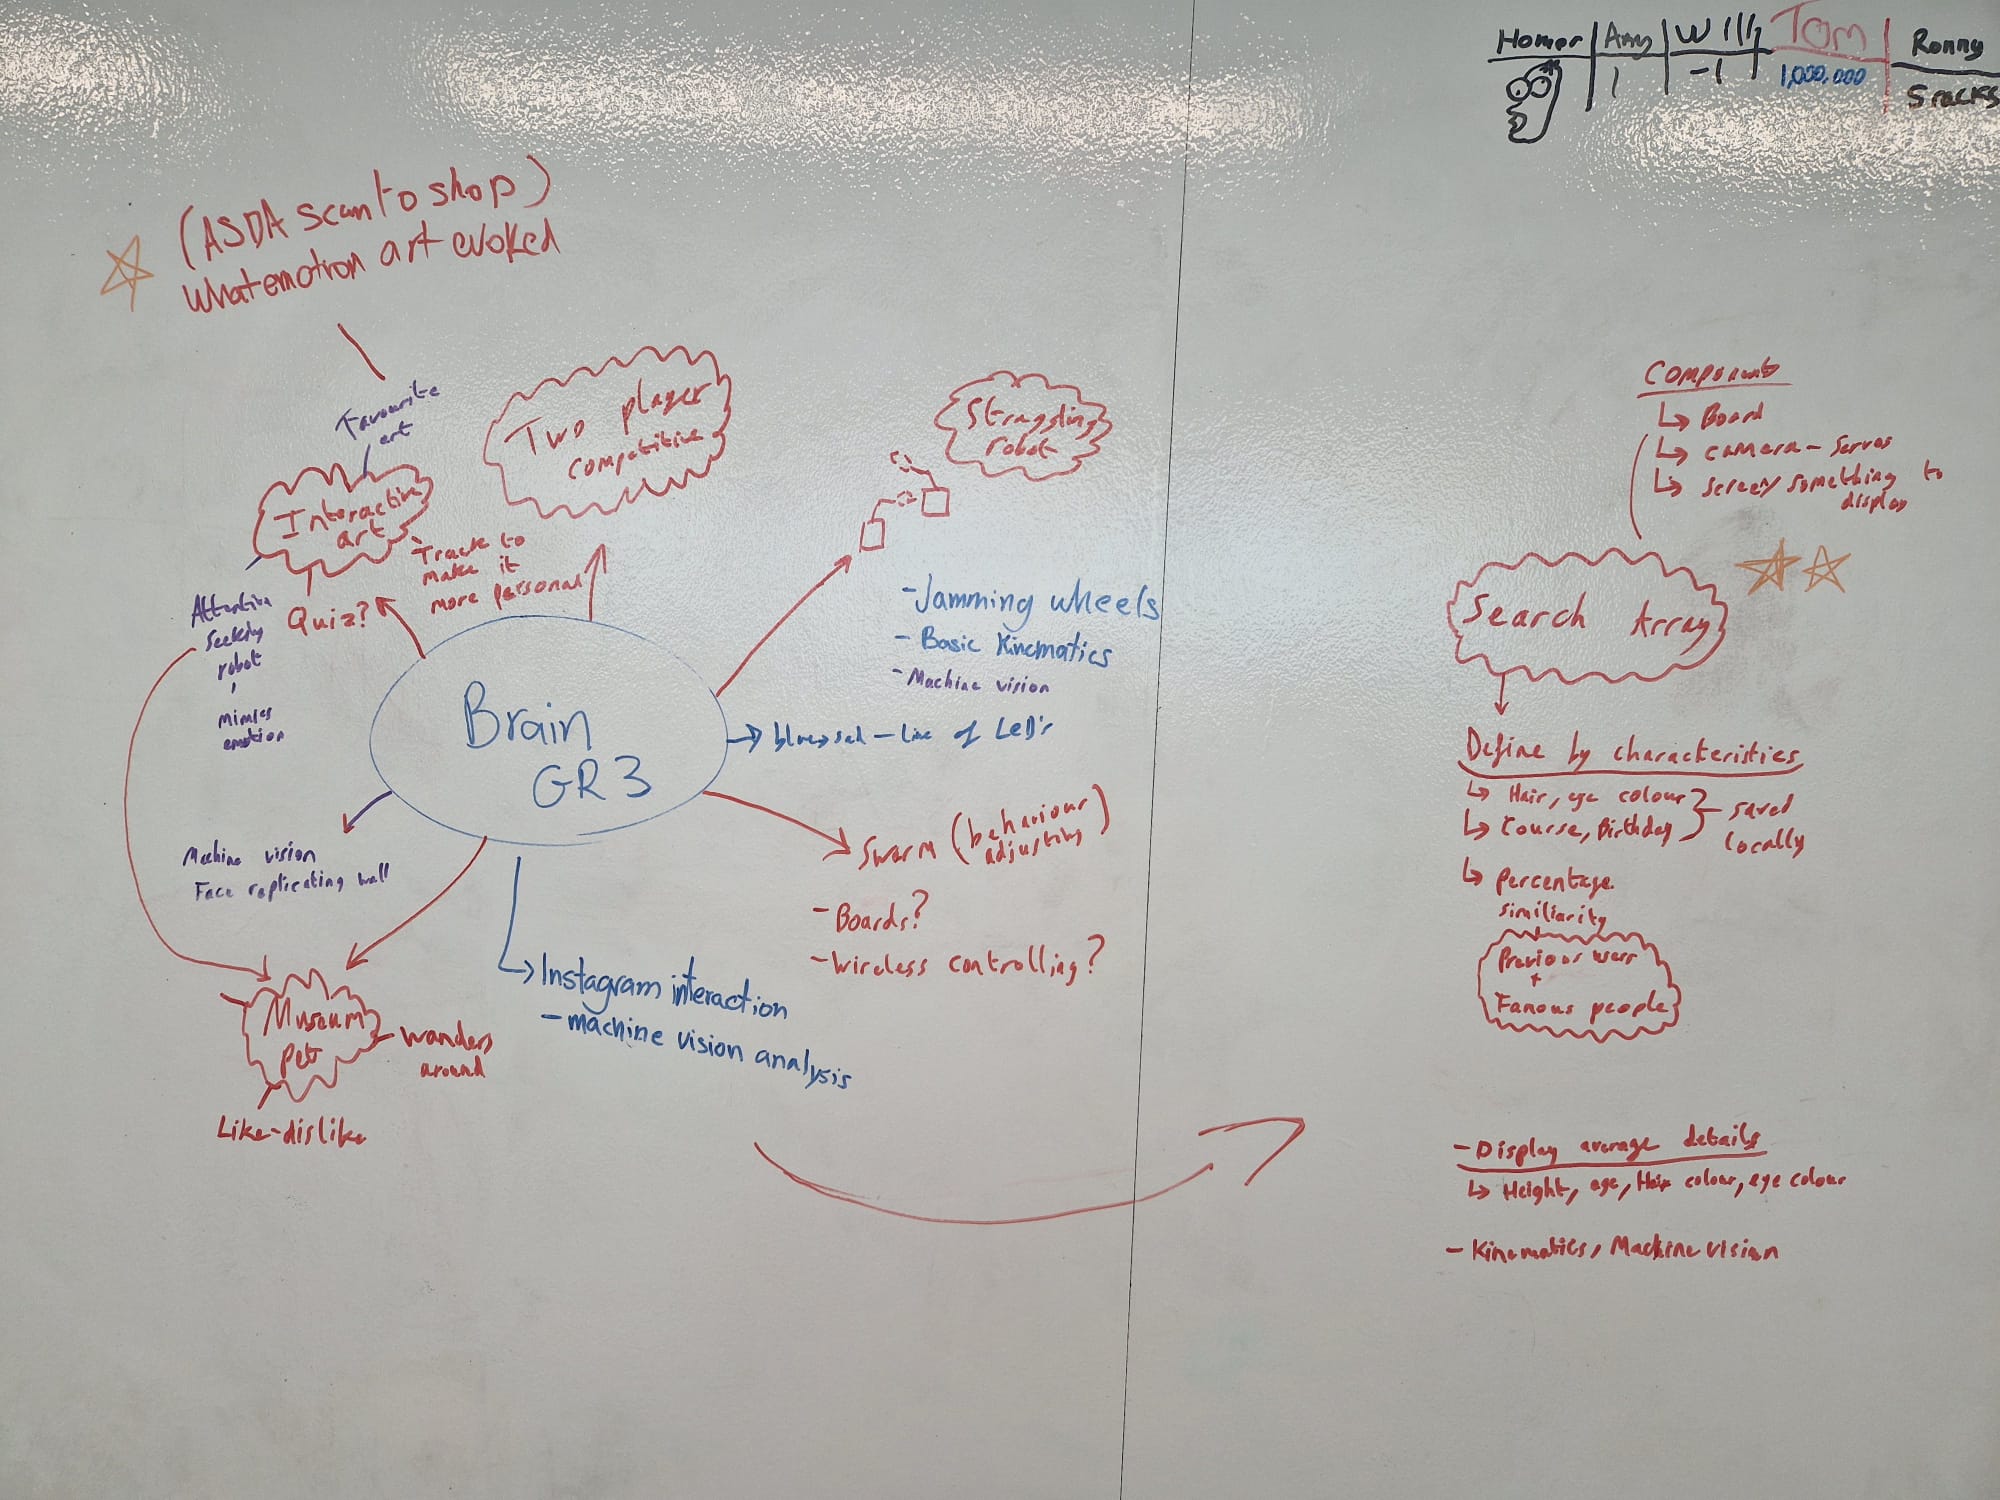 Homer Amy Will Tom Ronny
1 -1 1,000,000 5 racks
(ASDA scan to shop)
What emotion art evoked
Favourite
art
Interactive
art
Track to
make it
more personal
Quiz?
Attention
seeking
robot
mimics
emotion
Two player
competitive
Struggling
robot
- Jamming wheels
- Basic Kinematics
- Machine vision
Brain
GR3
line of LED's
Swarm (behaviour
adjusting)
- Boards?
- wireless controlling?
Machine vision
Face replicating wall
Instagram interaction
- machine vision analysis
Museum
pet
wanders
around
Like-dislike
Components
Board
camera - servos
screen/something to
display
Search Array
Define by characteristics
Hair, eye colour
Course, Birthday
saved
locally
percentage
similiarity
Previous user
+
Famous people
- Display average details
Height, age, Hair colour, eye colour
- Kinematics, Machine vision